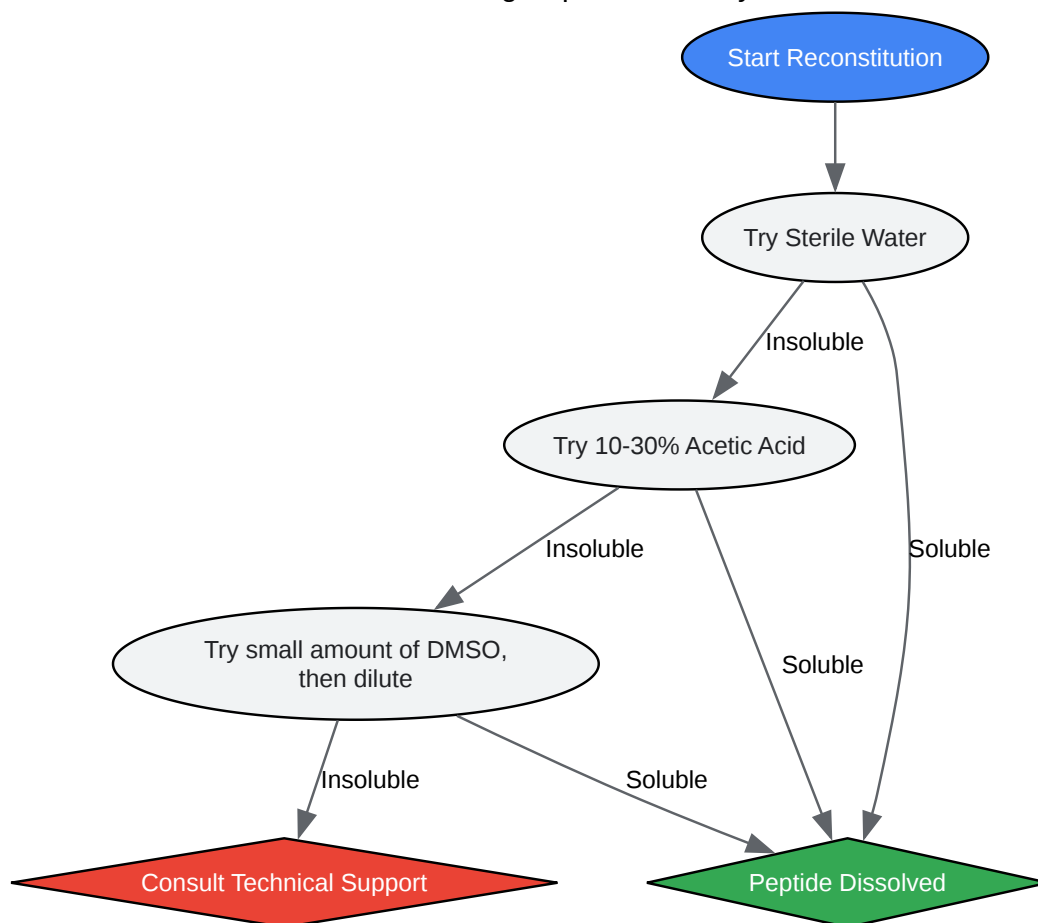 Start Reconstitution
Try Sterile Water
Insoluble
Try 10-30% Acetic Acid
Insoluble
Soluble
Try small amount of DMSO,
then dilute
Soluble
Insoluble
Soluble
Consult Technical Support
Peptide Dissolved